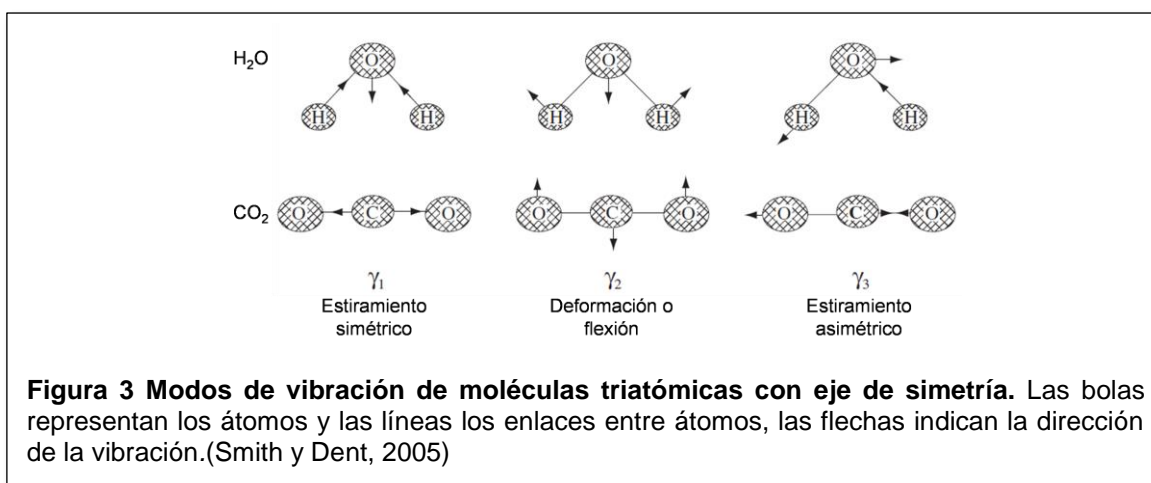 H₂O
O
O
O
H
H
H
H
H
H
CO₂
O
C
O
O
C
O
O
C
O
γ₁
γ₂
γ₃
Estiramiento
simétrico
Deformación o
flexión
Estiramiento
asimétrico
Figura 3 Modos de vibración de moléculas triatómicas con eje de simetría. Las bolas
representan los átomos y las líneas los enlaces entre átomos, las flechas indican la dirección
de la vibración.(Smith y Dent, 2005)